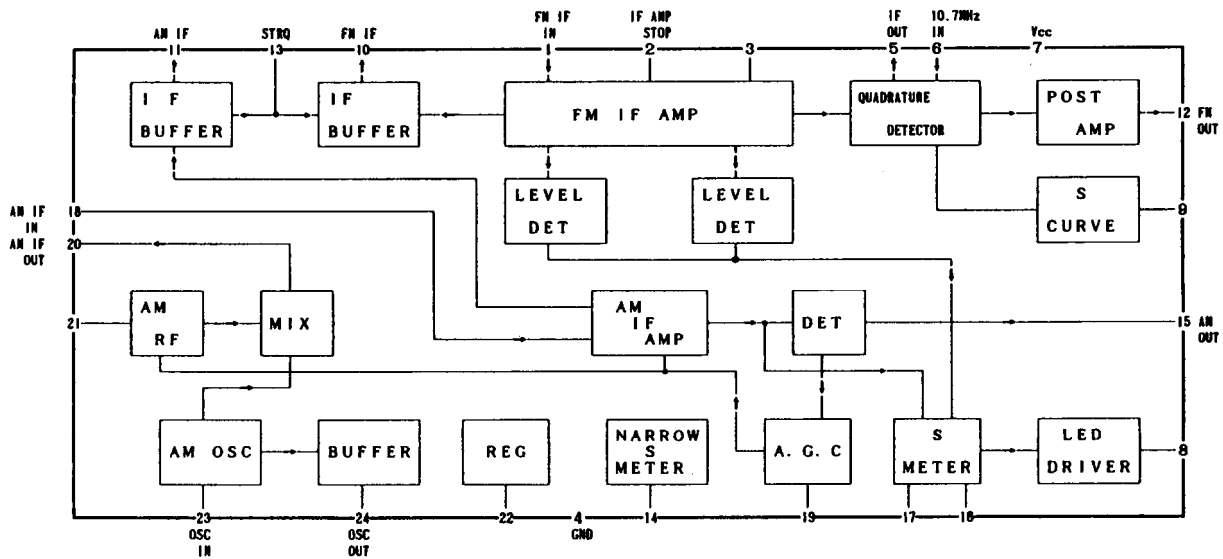 AM IF STRQ FM IF FM IF IF AMP IF 10.7MHz
IN STOP OUT IN Vcc
11 13 10 1 2 3 5 6 7
I F
BUFFER
IF
BUFFER
FM IF AMP
QUADRATURE
DETECTOR
POST
AMP
12 FM
OUT
LEVEL
DET
LEVEL
DET
S
CURVE
9
AM IF 18
IN
AM IF 20
OUT
21
AM
RF
MIX
AM
IF
AMP
DET
15 AM
OUT
AM OSC
BUFFER
REG
NARROW
S
METER
A.G.C
S
METER
LED
DRIVER
8
23 24 22 4 14 19 17 16
OSC OSC GND
IN OUT